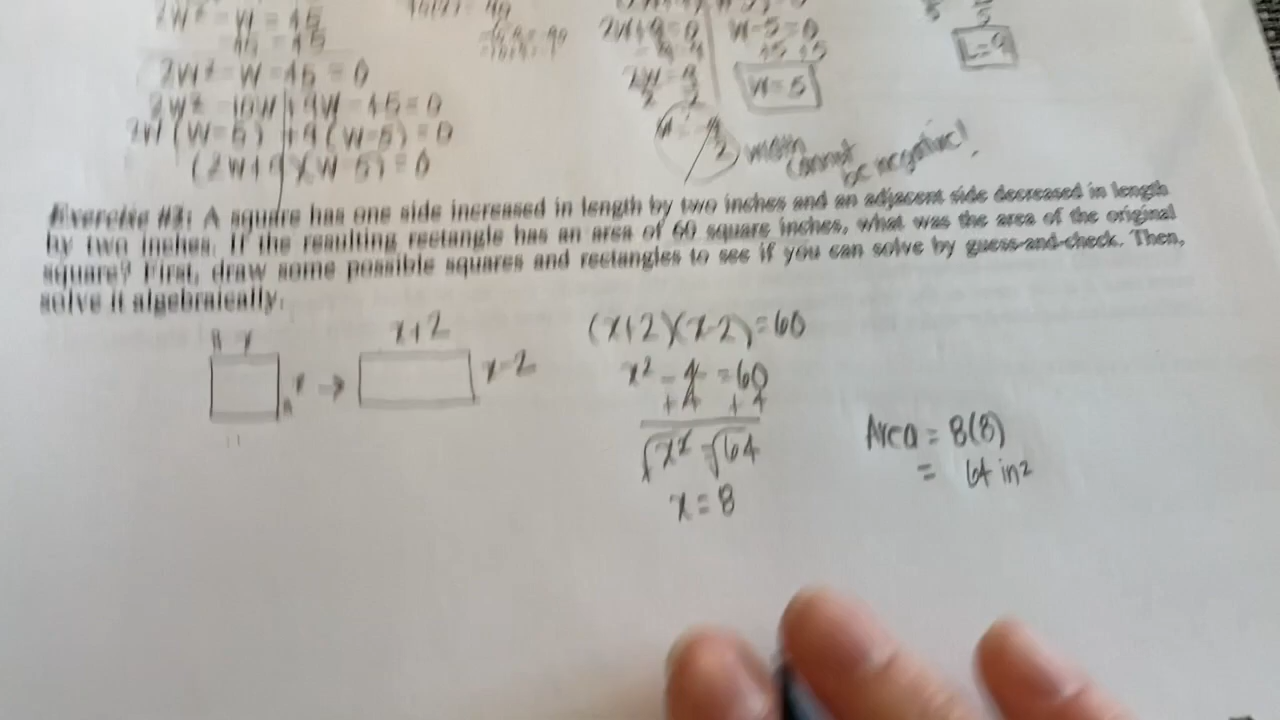 2W² - W = 45
2W² - W - 45 = 0
2W² - 10W + 9W - 45 = 0
2W (W-5) + 9 (W-5) = 0
(2W+9)(W-5) = 0
2W+9=0
W-5=0
+5 +5
W=5
L=9
width cannot be negative!
Exercise #3: A square has one side increased in length by two inches and an adjacent side decreased in length
by two inches. If the resulting rectangle has an area of 60 square inches, what was the area of the original
square? First, draw some possible squares and rectangles to see if you can solve by guess-and-check. Then,
solve it algebraically.
x
x →
x+2
x-2
(x+2)(x-2)=60
x² - 4 = 60
+4 +4
√x² = √64
x = 8
Area = 8(8)
= 64 in²